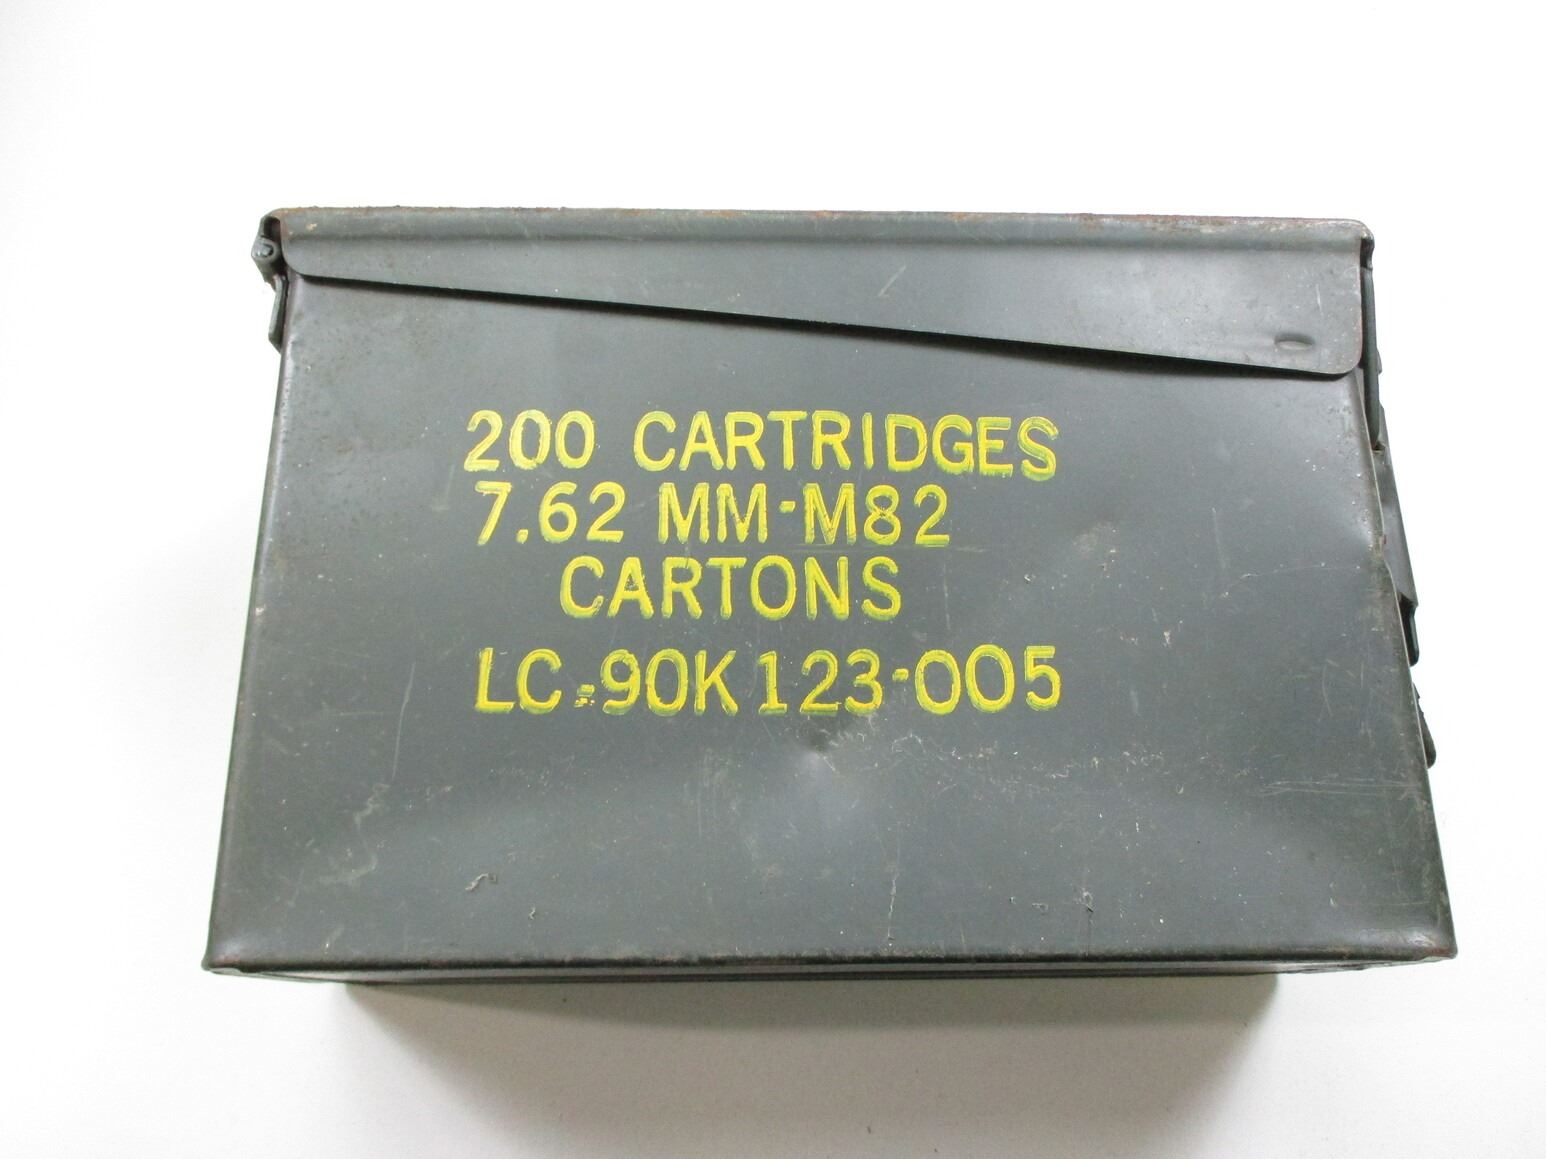 200 CARTRIDGES
7.62 MM-M82
CARTONS
LC-90K123-005